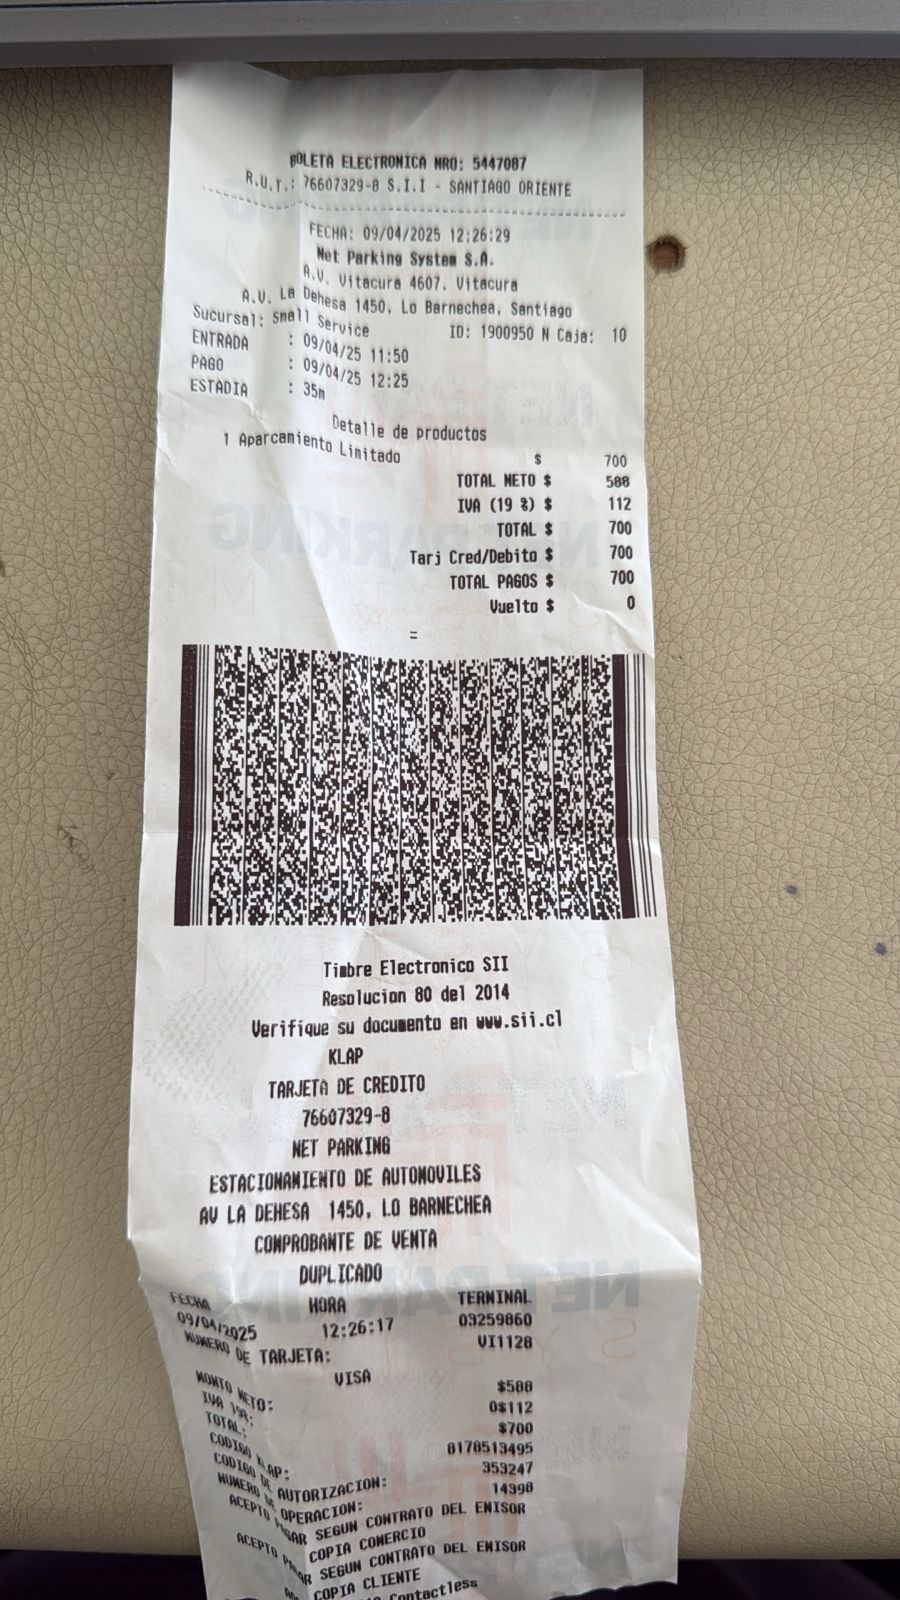 BOLETA ELECTRONICA NRO: 5447087
R.U.T.: 76607329-8 S.I.I - SANTIAGO ORIENTE
FECHA: 09/04/2025 12:26:29
Net Parking System S.A.
A.V. Vitacura 4607, Vitacura
A.V. La Dehesa 1450, Lo Barnechea, Santiago
Sucursal: Small Service ID: 1900950 N Caja: 10
ENTRADA : 09/04/25 11:50
PAGO : 09/04/25 12:25
ESTADIA : 35m
Detalle de productos
1 Aparcamiento Limitado $ 700
TOTAL NETO $ 588
IVA (19 %) $ 112
TOTAL $ 700
Tarj Cred/Debito $ 700
TOTAL PAGOS $ 700
Vuelto $ 0
=
Timbre Electronico SII
Resolucion 80 del 2014
Verifique su documento en www.sii.cl
KLAP
TARJETA DE CREDITO
76607329-8
NET PARKING
ESTACIONAMIENTO DE AUTOMOVILES
AV LA DEHESA 1450, LO BARNECHEA
COMPROBANTE DE VENTA
DUPLICADO
FECHA HORA TERMINAL
09/04/2025 12:26:17 03259860
NUMERO DE TARJETA: VI1128
VISA
MONTO NETO: $588
IVA 19%: 0$112
TOTAL: $700
CODIGO KLAP: 8178513495
CODIGO DE AUTORIZACION: 353247
NUMERO DE OPERACION: 14398
ACEPTO PAGAR SEGUN CONTRATO DEL EMISOR
COPIA COMERCIO
ACEPTO PAGAR SEGUN CONTRATO DEL EMISOR
COPIA CLIENTE
Contactless